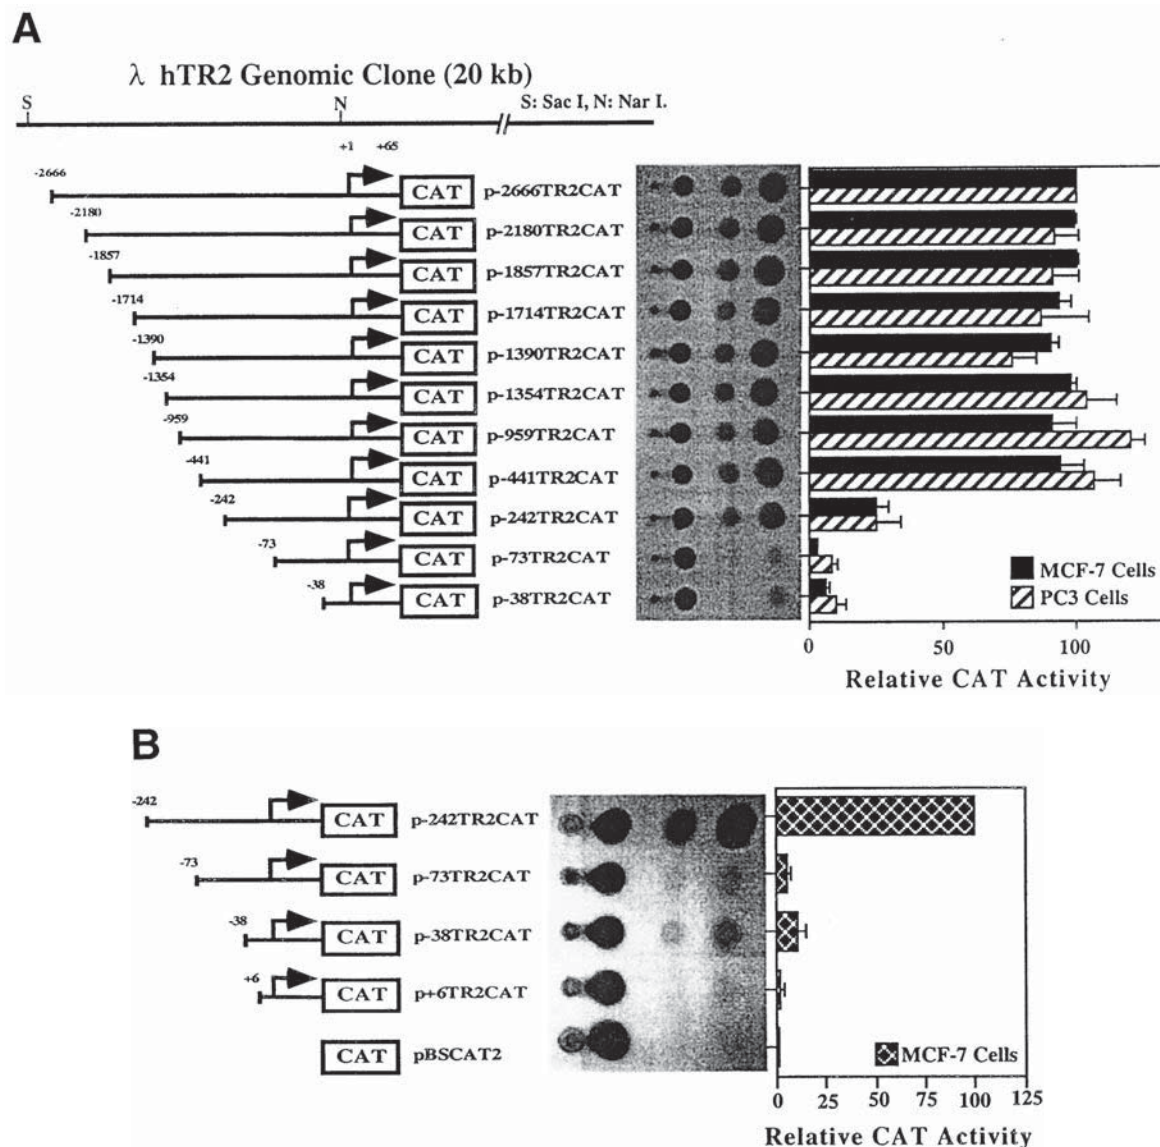 A
λ hTR2 Genomic Clone (20 kb)
S
N
S: Sac I, N: Nar I.
+1 +65
-2666
CAT p-2666TR2CAT
-2180
CAT p-2180TR2CAT
-1857
CAT p-1857TR2CAT
-1714
CAT p-1714TR2CAT
-1390
CAT p-1390TR2CAT
-1354
CAT p-1354TR2CAT
-959
CAT p-959TR2CAT
-441
CAT p-441TR2CAT
-242
CAT p-242TR2CAT
-73
CAT p-73TR2CAT
-38
CAT p-38TR2CAT
MCF-7 Cells
PC3 Cells
0 50 100
Relative CAT Activity
B
-242
CAT p-242TR2CAT
-73
CAT p-73TR2CAT
-38
CAT p-38TR2CAT
+6
CAT p+6TR2CAT
CAT pBSCAT2
MCF-7 Cells
0 25 50 75 100 125
Relative CAT Activity